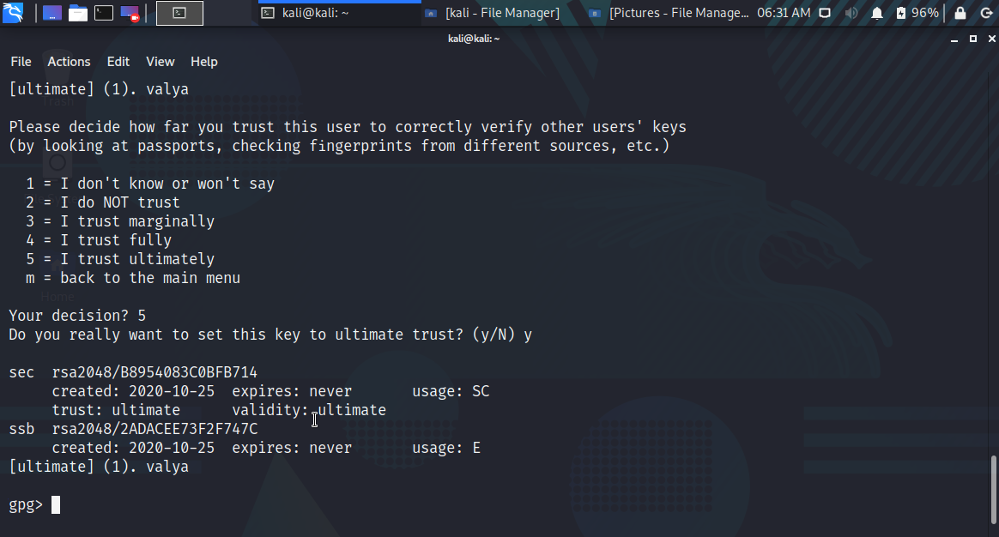 kali@kali: ~
[kali - File Manager]
[Pictures - File Manage...
06:31 AM
96%
kali@kali: ~
File Actions Edit View Help
[ultimate] (1). valya
Trash
Please decide how far you trust this user to correctly verify other users' keys
(by looking at passports, checking fingerprints from different sources, etc.)
1 = I don't know or won't say
2 = I do NOT trust
3 = I trust marginally
4 = I trust fully
5 = I trust ultimately
m = back to the main menu
Home
Your decision? 5
Do you really want to set this key to ultimate trust? (y/N) y
sec rsa2048/B8954083C0BFB714
created: 2020-10-25 expires: never usage: SC
trust: ultimate validity: ultimate
ssb rsa2048/2ADACEE73F2F747C
created: 2020-10-25 expires: never usage: E
[ultimate] (1). valya
gpg>